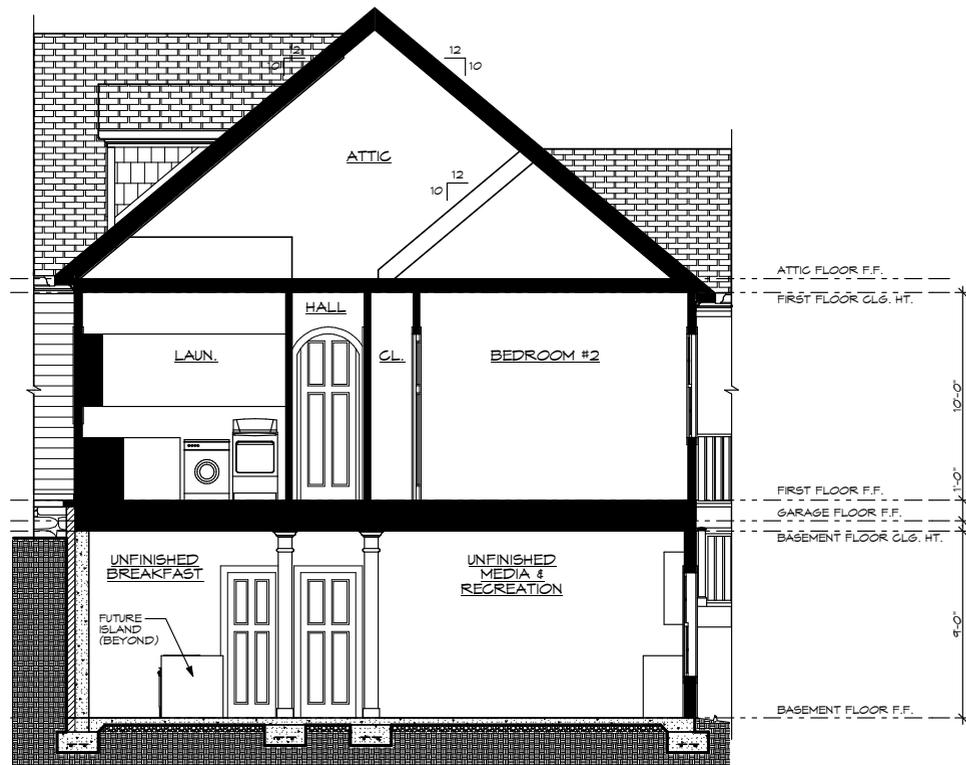 12
10
12
10
ATTIC
12
10
ATTIC FLOOR F.F.
FIRST FLOOR CLG. HT.
HALL
LAUN.
CL.
BEDROOM #2
10'-0"
FIRST FLOOR F.F.
1'-0"
GARAGE FLOOR F.F.
BASEMENT FLOOR CLG. HT.
UNFINISHED
BREAKFAST
UNFINISHED
MEDIA &
RECREATION
FUTURE
ISLAND
(BEYOND)
9'-0"
BASEMENT FLOOR F.F.